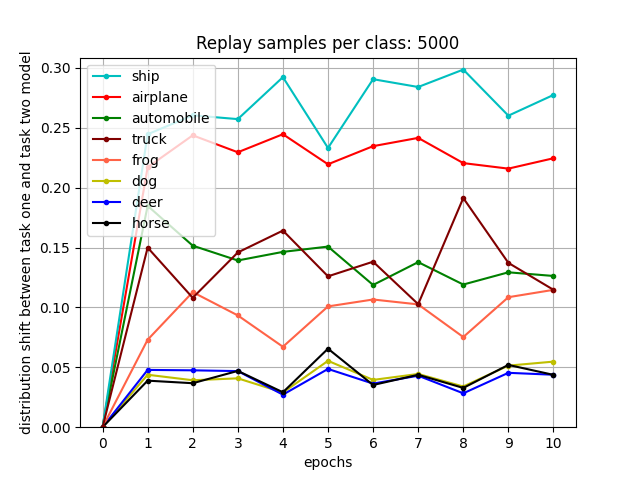 Replay samples per class: 5000
distribution shift between task one and task two model
0.30
0.25
0.20
0.15
0.10
0.05
0.00
ship
airplane
automobile
truck
frog
dog
deer
horse
0 1 2 3 4 5 6 7 8 9 10
epochs